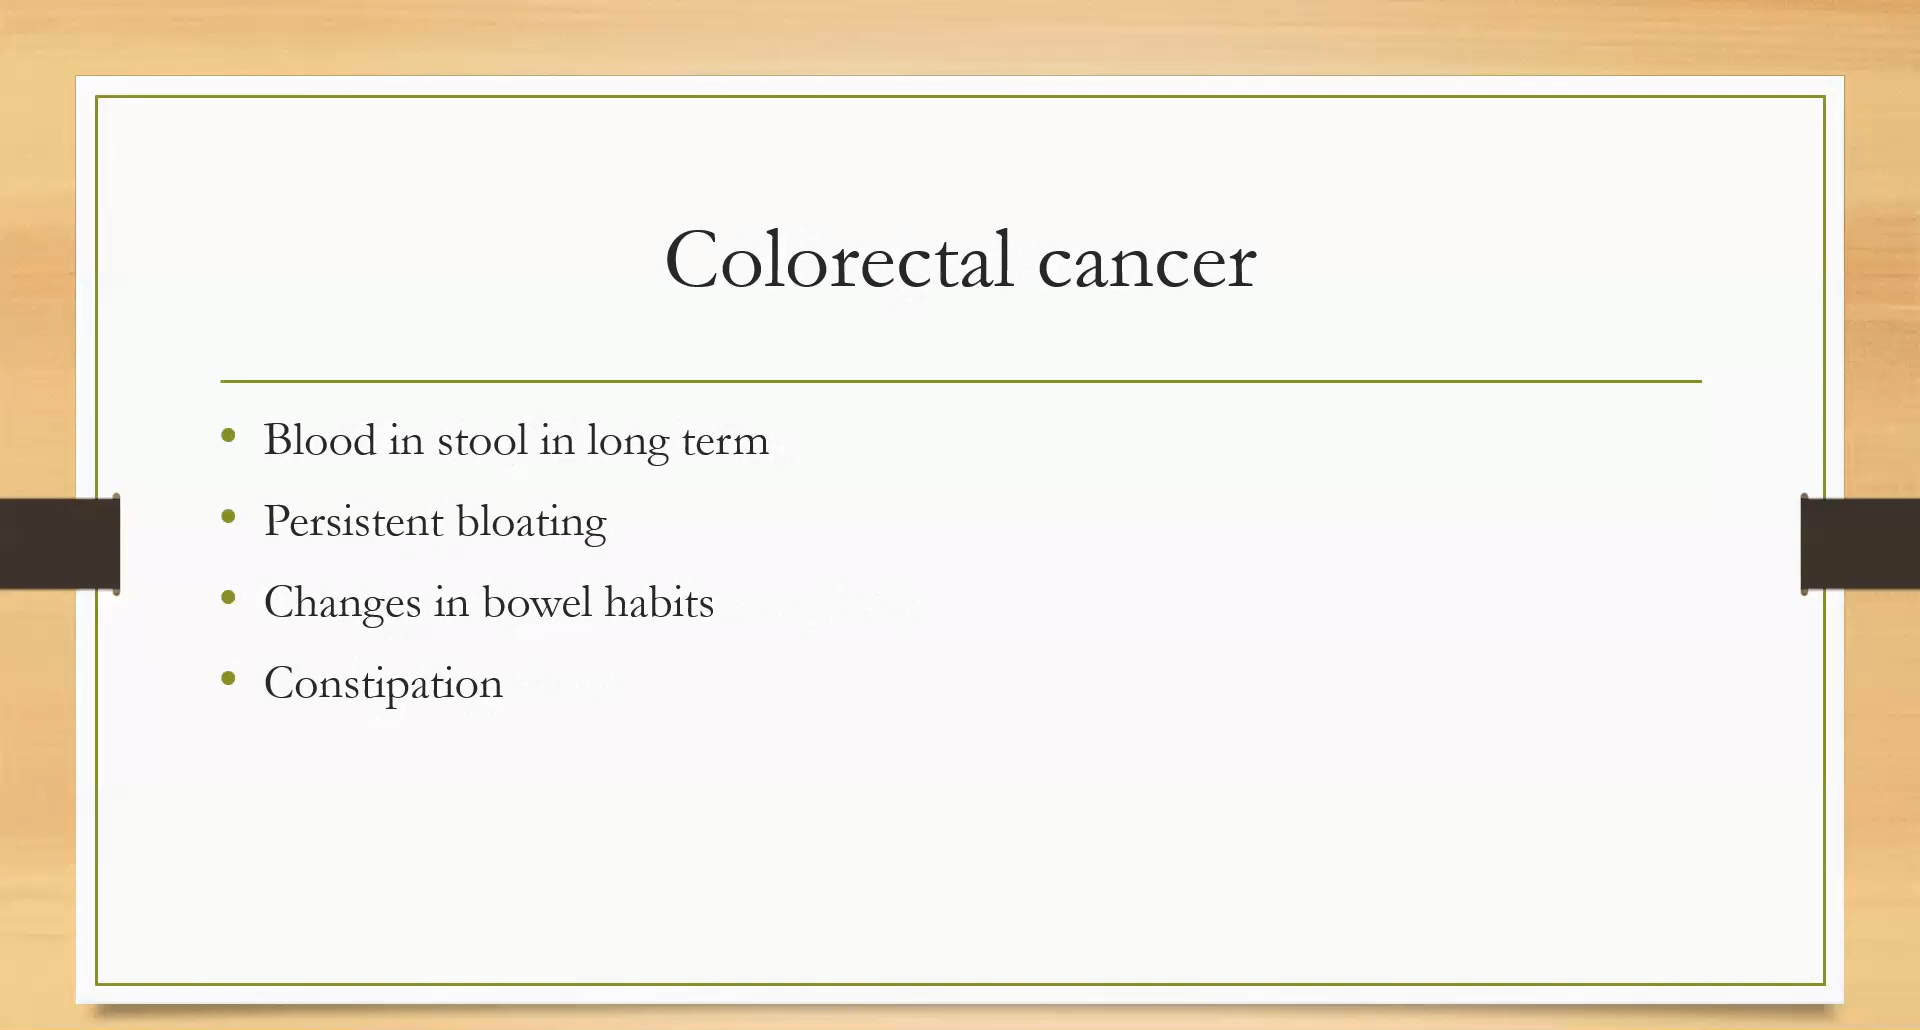 Colorectal cancer
• Blood in stool in long term
• Persistent bloating
• Changes in bowel habits
• Constipation